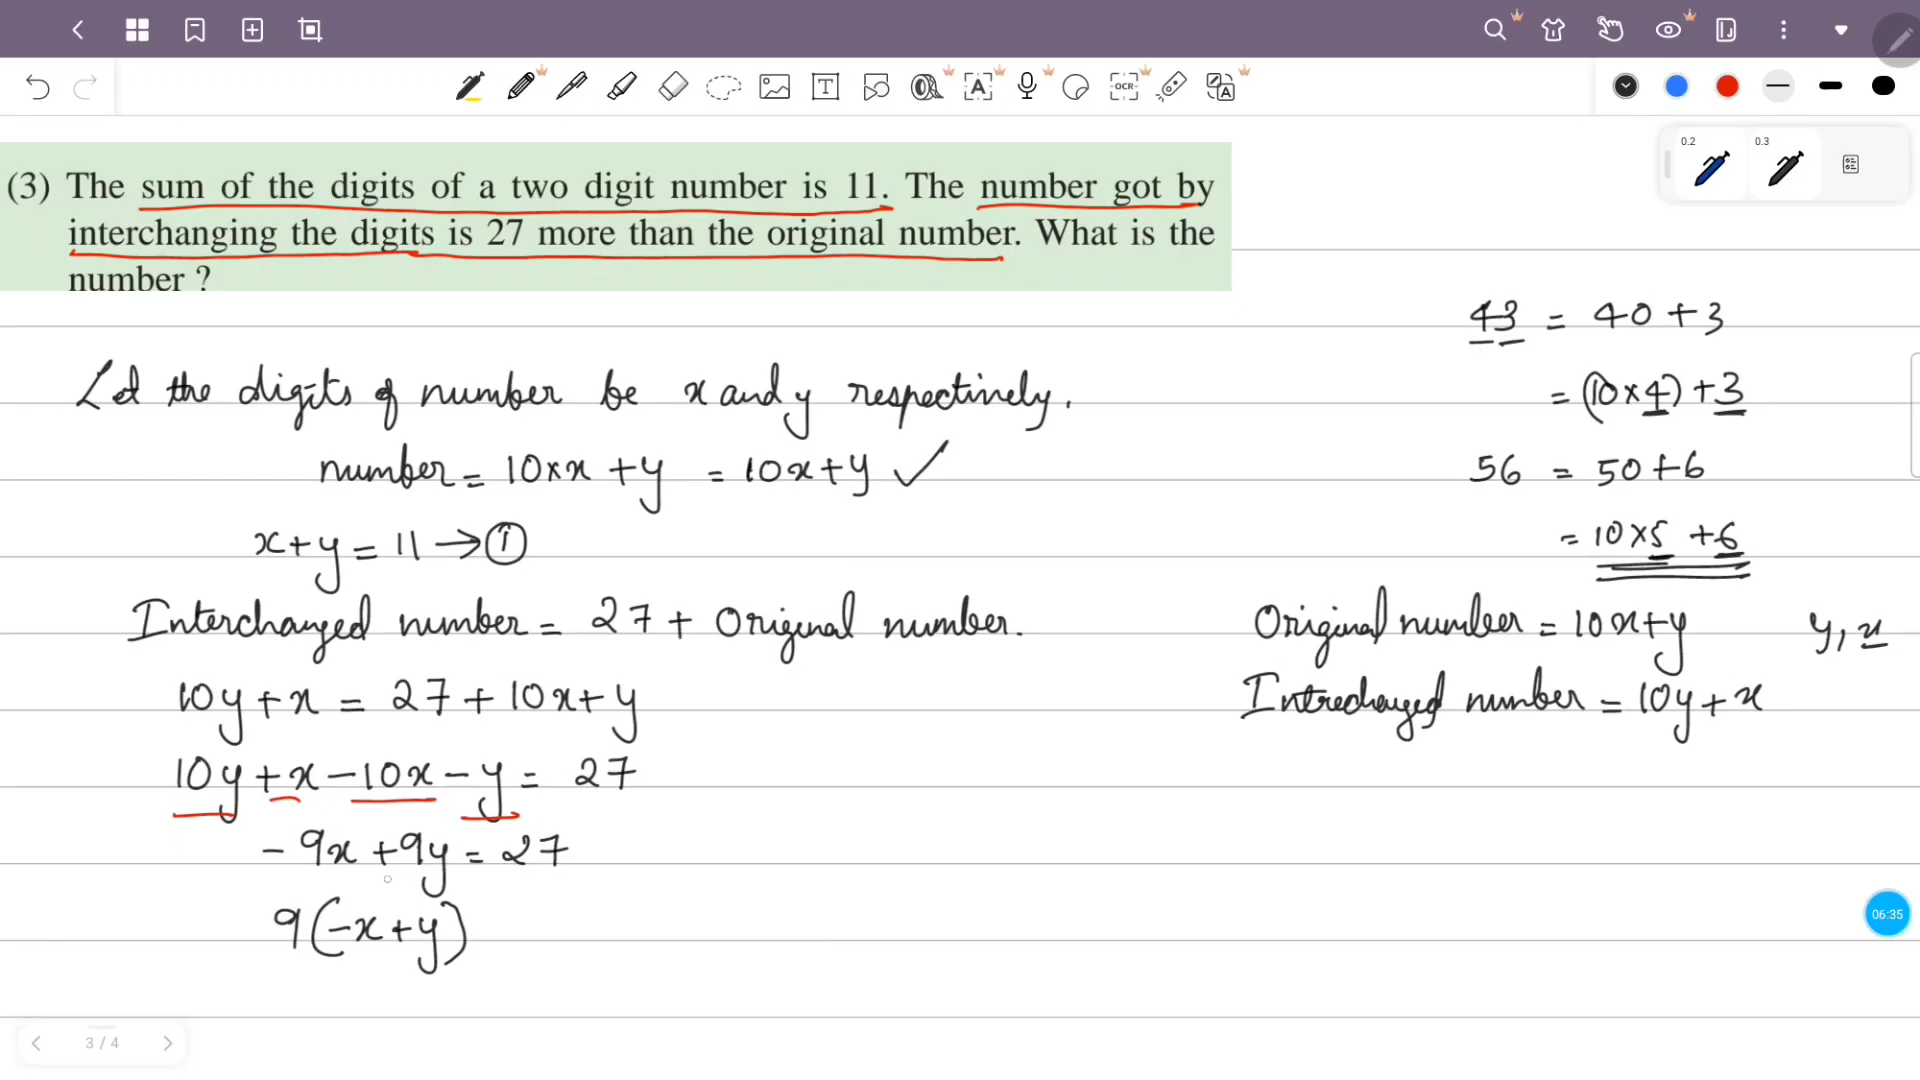 OCR
A
0.2
0.3
(3) The sum of the digits of a two digit number is 11. The number got by
interchanging the digits is 27 more than the original number. What is the
number ?
43 = 40 + 3
= (10 × 4) + 3
56 = 50 + 6
= 10 × 5 + 6
Let the digits of number be x and y respectively.
number = 10 × x + y = 10x + y ✓
x + y = 11 → ①
Interchanged number = 27 + Original number.
10y + x = 27 + 10x + y
10y + x - 10x - y = 27
- 9x + 9y = 27
9(-x + y)
Original number = 10x + y y, x
Intrechanged number = 10y + x
06:35
3 / 4